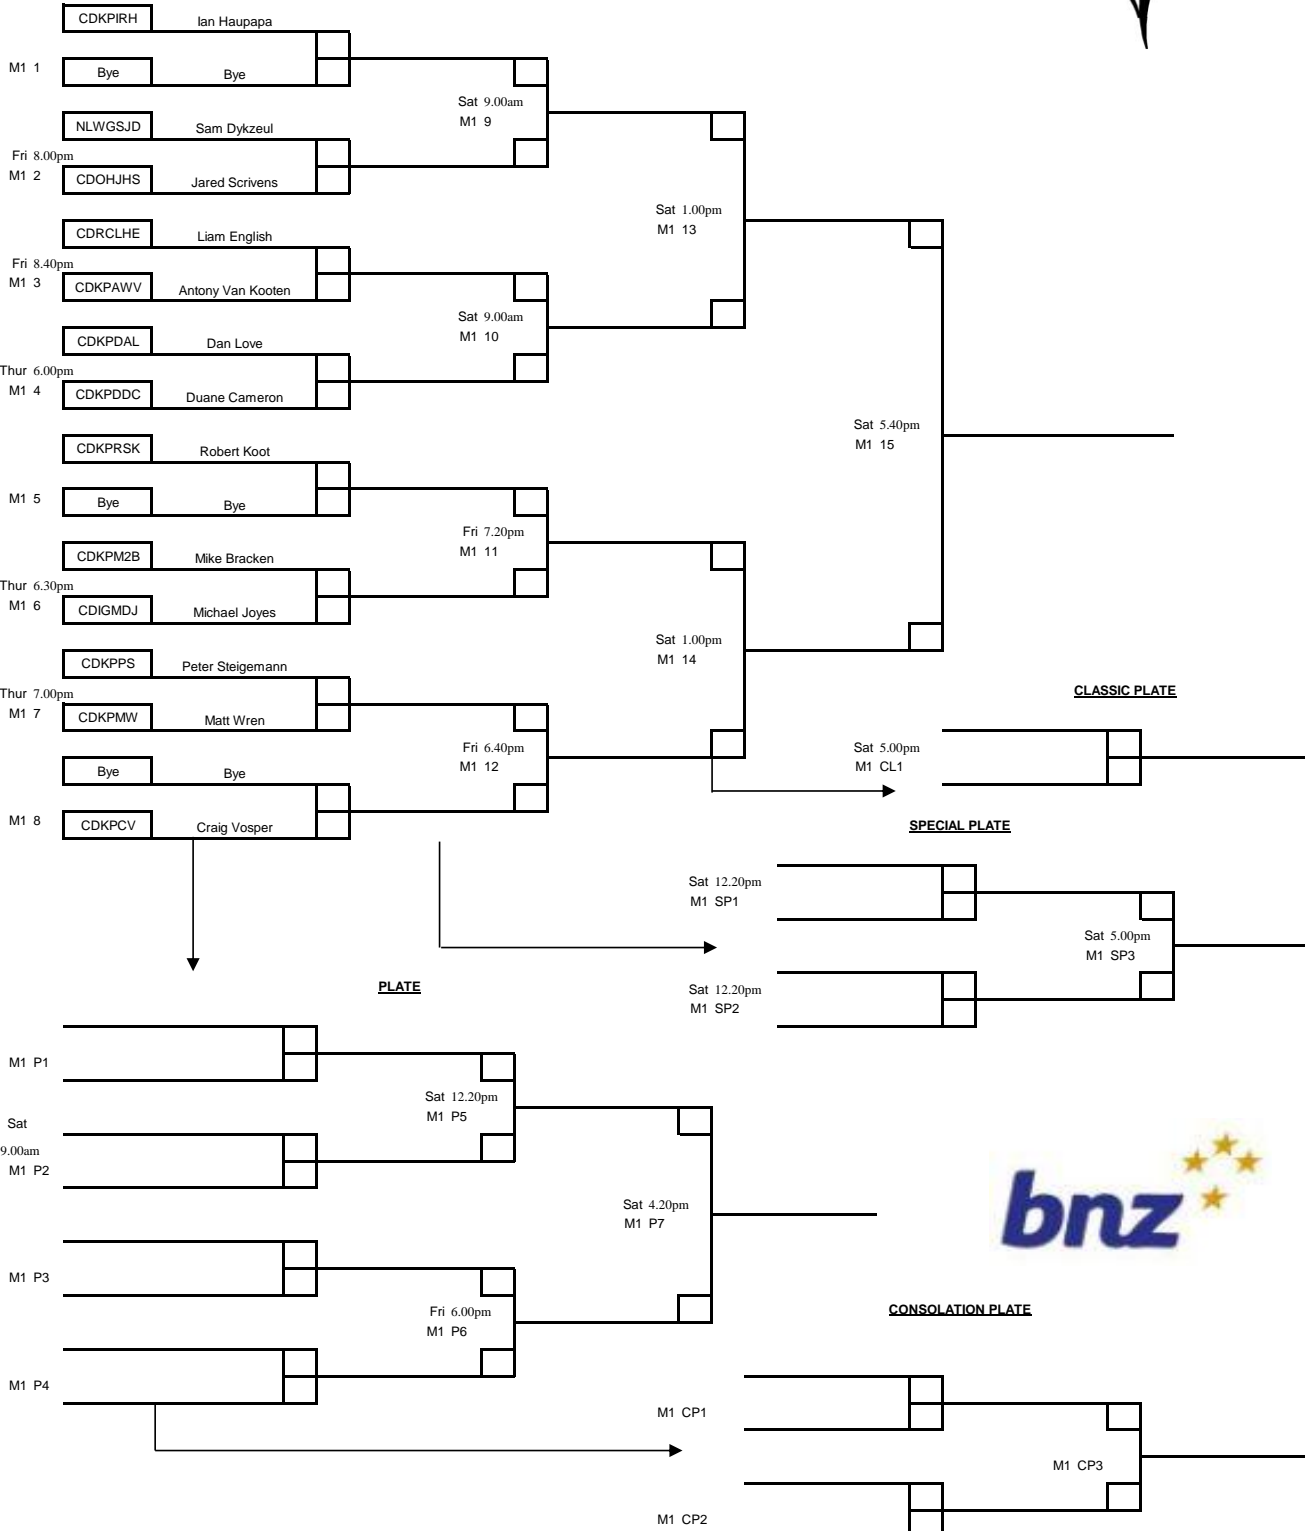 CDKPIRH Ian Haupapa
M1 1
Bye Bye
Sat 9.00am
M1 9
NLWGSJD Sam Dykzeul
Fri 8.00pm
M1 2
CDOHJHS Jared Scrivens
Sat 1.00pm
M1 13
CDRCLHE Liam English
Fri 8.40pm
M1 3
CDKPAWV Antony Van Kooten
Sat 9.00am
M1 10
CDKPDAL Dan Love
Thur 6.00pm
M1 4
CDKPDDC Duane Cameron
Sat 5.40pm
M1 15
CDKPRSK Robert Koot
M1 5
Bye Bye
Fri 7.20pm
M1 11
CDKPM2B Mike Bracken
Thur 6.30pm
M1 6
CDIGMDJ Michael Joyes
Sat 1.00pm
M1 14
CDKPPS Peter Steigemann
Thur 7.00pm
M1 7
CDKPMW Matt Wren
Fri 6.40pm
M1 12
Bye Bye
M1 8
CDKPCV Craig Vosper
CLASSIC PLATE
Sat 5.00pm
M1 CL1
SPECIAL PLATE
Sat 12.20pm
M1 SP1
Sat 5.00pm
M1 SP3
Sat 12.20pm
M1 SP2
PLATE
M1 P1
Sat 12.20pm
M1 P5
Sat
9.00am
M1 P2
Sat 4.20pm
M1 P7
M1 P3
Fri 6.00pm
M1 P6
M1 P4
bnz
CONSOLATION PLATE
M1 CP1
M1 CP3
M1 CP2